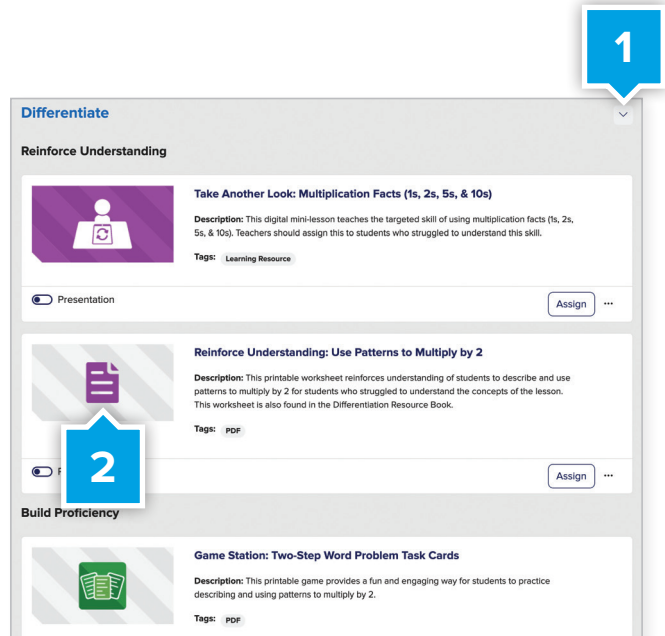 1
Differentiate
Reinforce Understanding
Take Another Look: Multiplication Facts (1s, 2s, 5s, & 10s)
Description: This digital mini-lesson teaches the targeted skill of using multiplication facts (1s, 2s,
5s, & 10s). Teachers should assign this to students who struggled to understand this skill.
Tags: Learning Resource
Presentation
Assign
Reinforce Understanding: Use Patterns to Multiply by 2
Description: This printable worksheet reinforces understanding of students to describe and use
patterns to multiply by 2 for students who struggled to understand the concepts of the lesson.
This worksheet is also found in the Differentiation Resource Book.
Tags: PDF
2
Assign
Build Proficiency
Game Station: Two-Step Word Problem Task Cards
Description: This printable game provides a fun and engaging way for students to practice
describing and using patterns to multiply by 2.
Tags: PDF